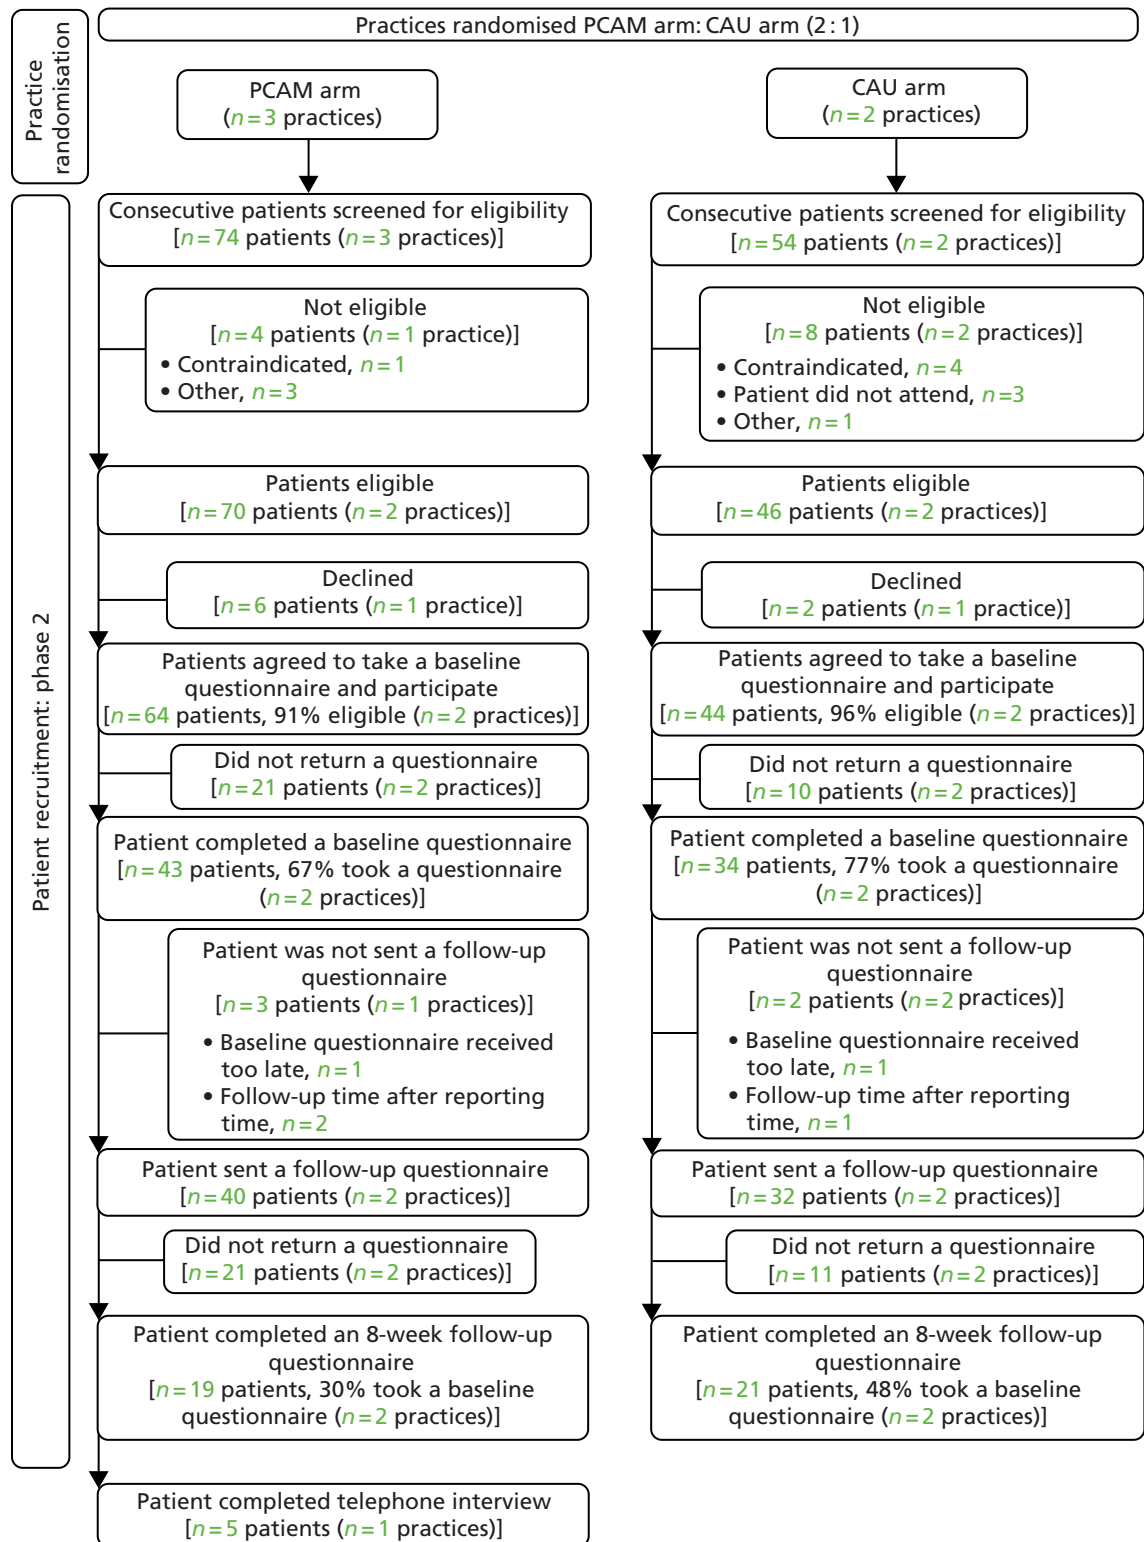 Practice
randomisation
Practices randomised PCAM arm: CAU arm (2 : 1)
PCAM arm
(n = 3 practices)
CAU arm
(n = 2 practices)
Patient recruitment: phase 2
Consecutive patients screened for eligibility
[n = 74 patients (n = 3 practices)]
Not eligible
[n = 4 patients (n = 1 practice)]
• Contraindicated, n = 1
• Other, n = 3
Patients eligible
[n = 70 patients (n = 2 practices)]
Declined
[n = 6 patients (n = 1 practice)]
Patients agreed to take a baseline
questionnaire and participate
[n = 64 patients, 91% eligible (n = 2 practices)]
Did not return a questionnaire
[n = 21 patients (n = 2 practices)]
Patient completed a baseline questionnaire
[n = 43 patients, 67% took a questionnaire
(n = 2 practices)]
Patient was not sent a follow-up
questionnaire
[n = 3 patients (n = 1 practices)]
• Baseline questionnaire received
too late, n = 1
• Follow-up time after reporting
time, n = 2
Patient sent a follow-up questionnaire
[n = 40 patients (n = 2 practices)]
Did not return a questionnaire
[n = 21 patients (n = 2 practices)]
Patient completed an 8-week follow-up
questionnaire
[n = 19 patients, 30% took a baseline
questionnaire (n = 2 practices)]
Patient completed telephone interview
[n = 5 patients (n = 1 practices)]
Consecutive patients screened for eligibility
[n = 54 patients (n = 2 practices)]
Not eligible
[n = 8 patients (n = 2 practices)]
• Contraindicated, n = 4
• Patient did not attend, n = 3
• Other, n = 1
Patients eligible
[n = 46 patients (n = 2 practices)]
Declined
[n = 2 patients (n = 1 practice)]
Patients agreed to take a baseline
questionnaire and participate
[n = 44 patients, 96% eligible (n = 2 practices)]
Did not return a questionnaire
[n = 10 patients (n = 2 practices)]
Patient completed a baseline questionnaire
[n = 34 patients, 77% took a questionnaire
(n = 2 practices)]
Patient was not sent a follow-up
questionnaire
[n = 2 patients (n = 2 practices)]
• Baseline questionnaire received
too late, n = 1
• Follow-up time after reporting
time, n = 1
Patient sent a follow-up questionnaire
[n = 32 patients (n = 2 practices)]
Did not return a questionnaire
[n = 11 patients (n = 2 practices)]
Patient completed an 8-week follow-up
questionnaire
[n = 21 patients, 48% took a baseline
questionnaire (n = 2 practices)]